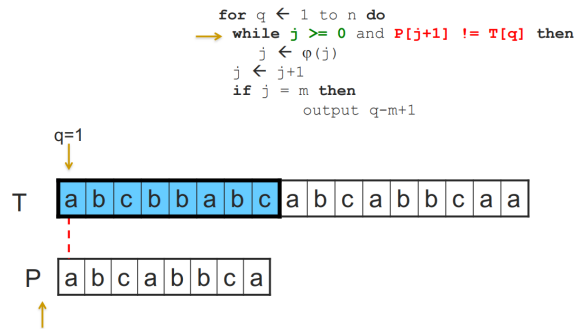 for q ← 1 to n do
while j >= 0 and P[j+1] != T[q] then
j ← φ(j)
j ← j+1
if j = m then
output q-m+1
q=1
T a b c b b a b c a b c a b b c a a
P a b c a b b c a